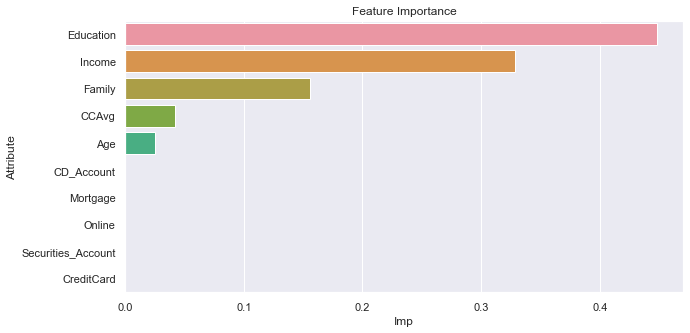 Feature Importance
Attribute
Education
Income
Family
CCAvg
Age
CD_Account
Mortgage
Online
Securities_Account
CreditCard
0.0 0.1 0.2 0.3 0.4
Imp